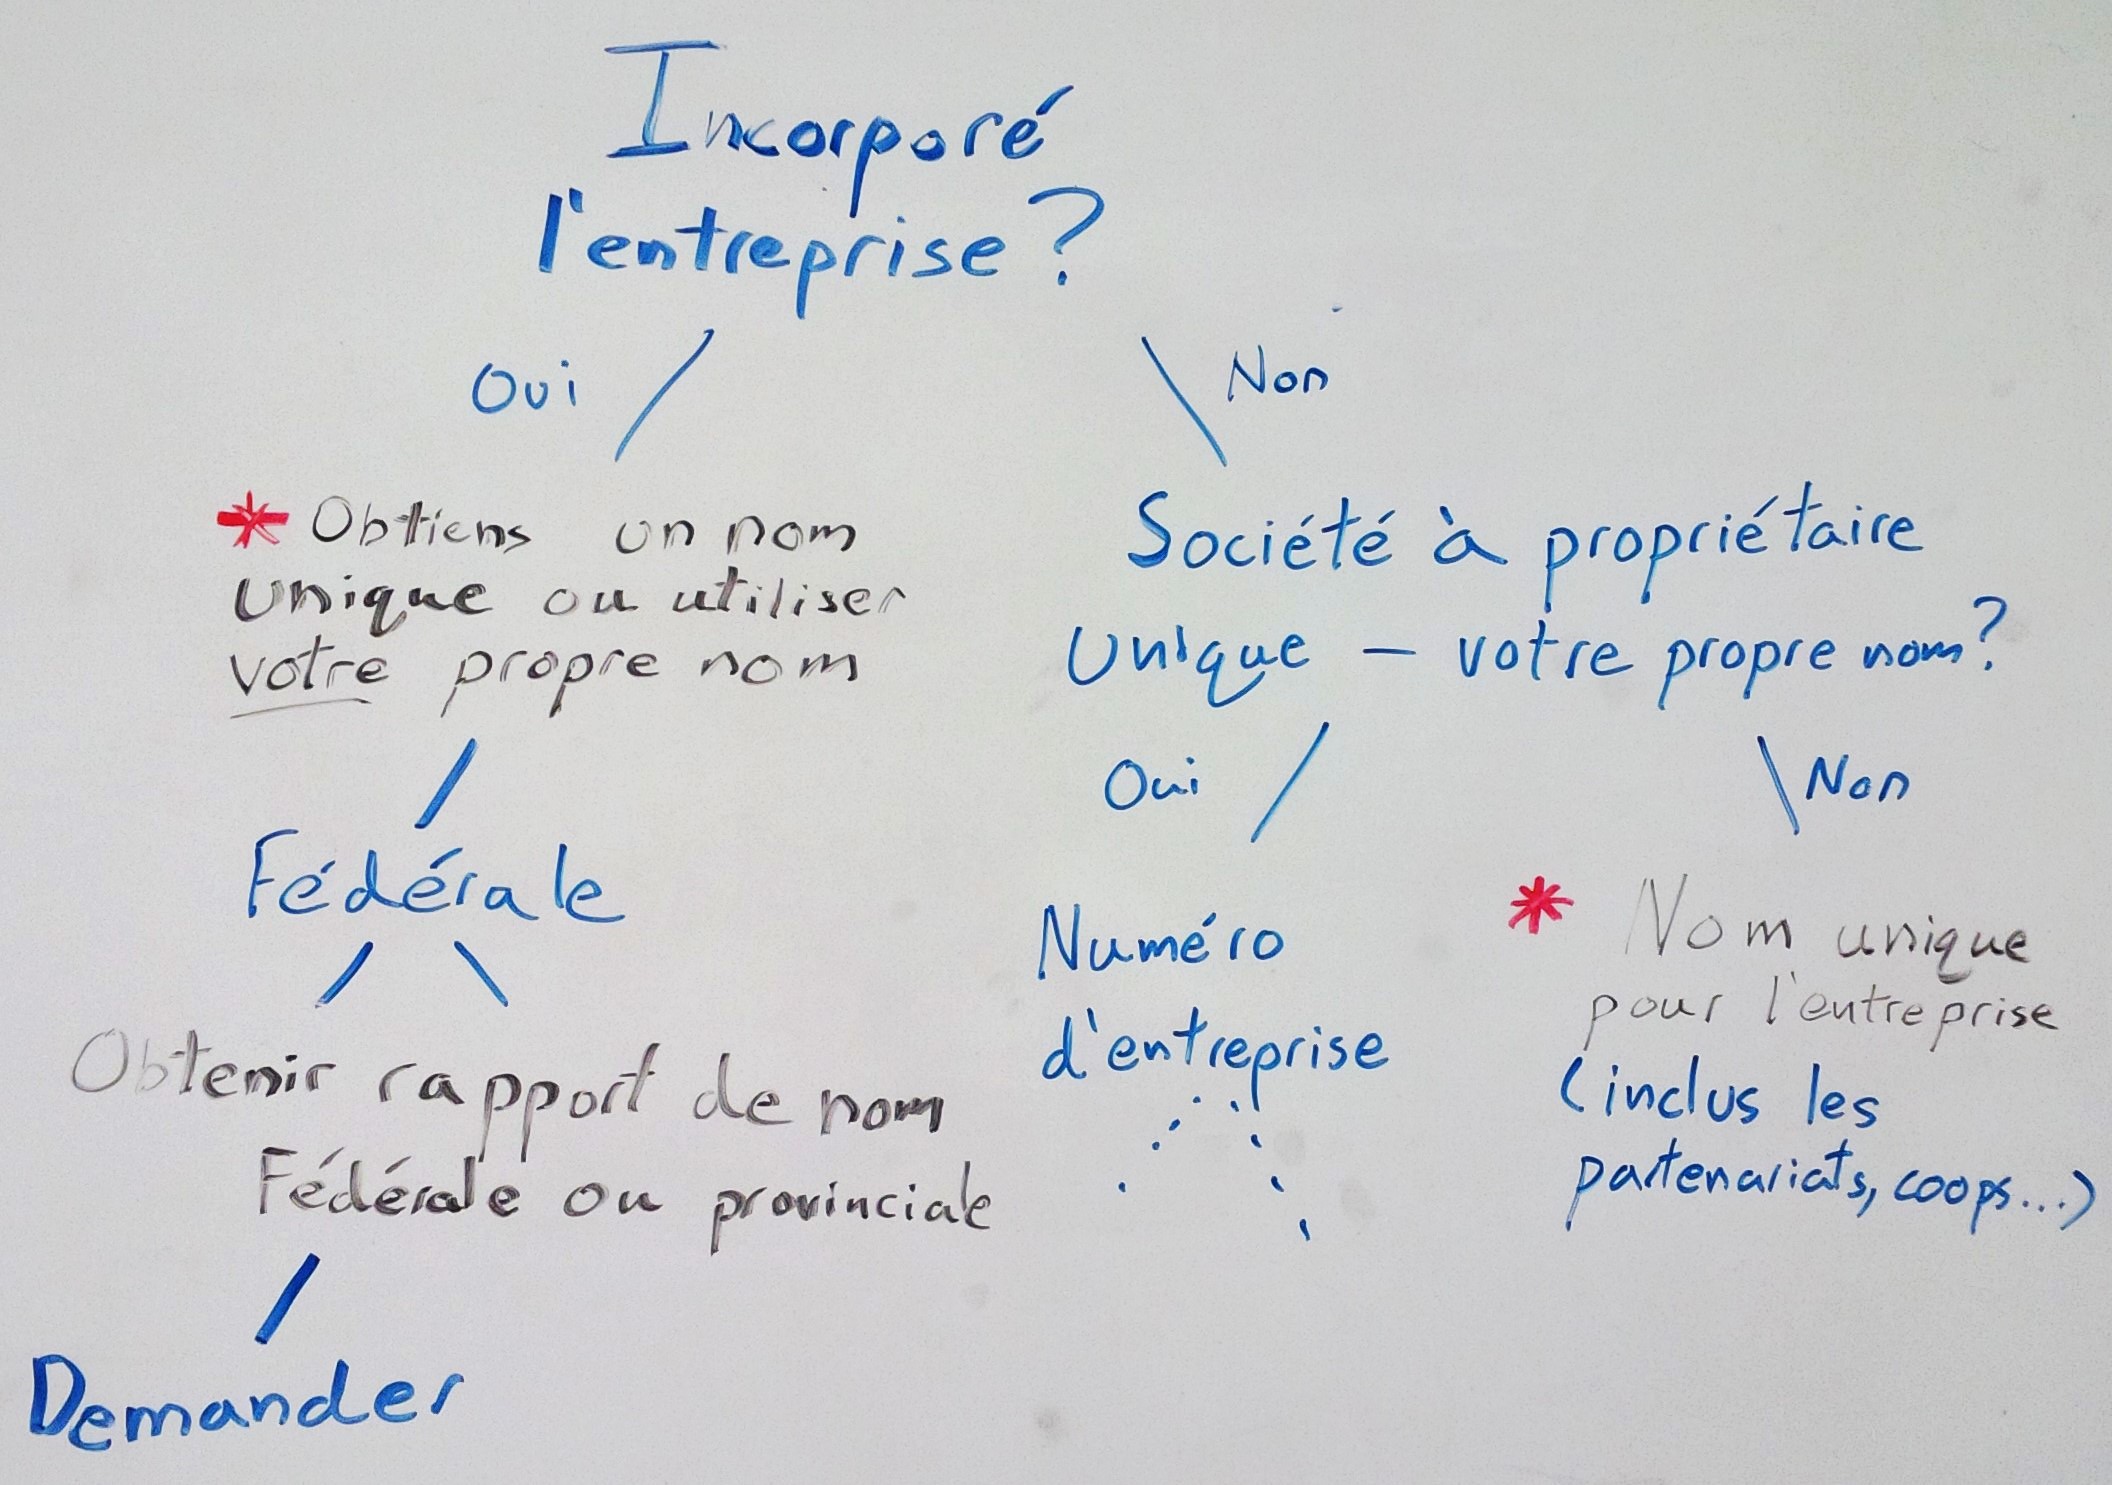 Incorporé
l'entreprise?
Oui
Non
* Obtiens un nom
unique ou utiliser
votre propre nom
Société à propriétaire
unique – votre propre nom?
Fédérale
Oui
Non
Obtenir rapport de nom
Fédérale ou provinciale
Demander
Numéro
d'entreprise
* Nom unique
pour l'entreprise
(inclus les
partenariats, coops...)